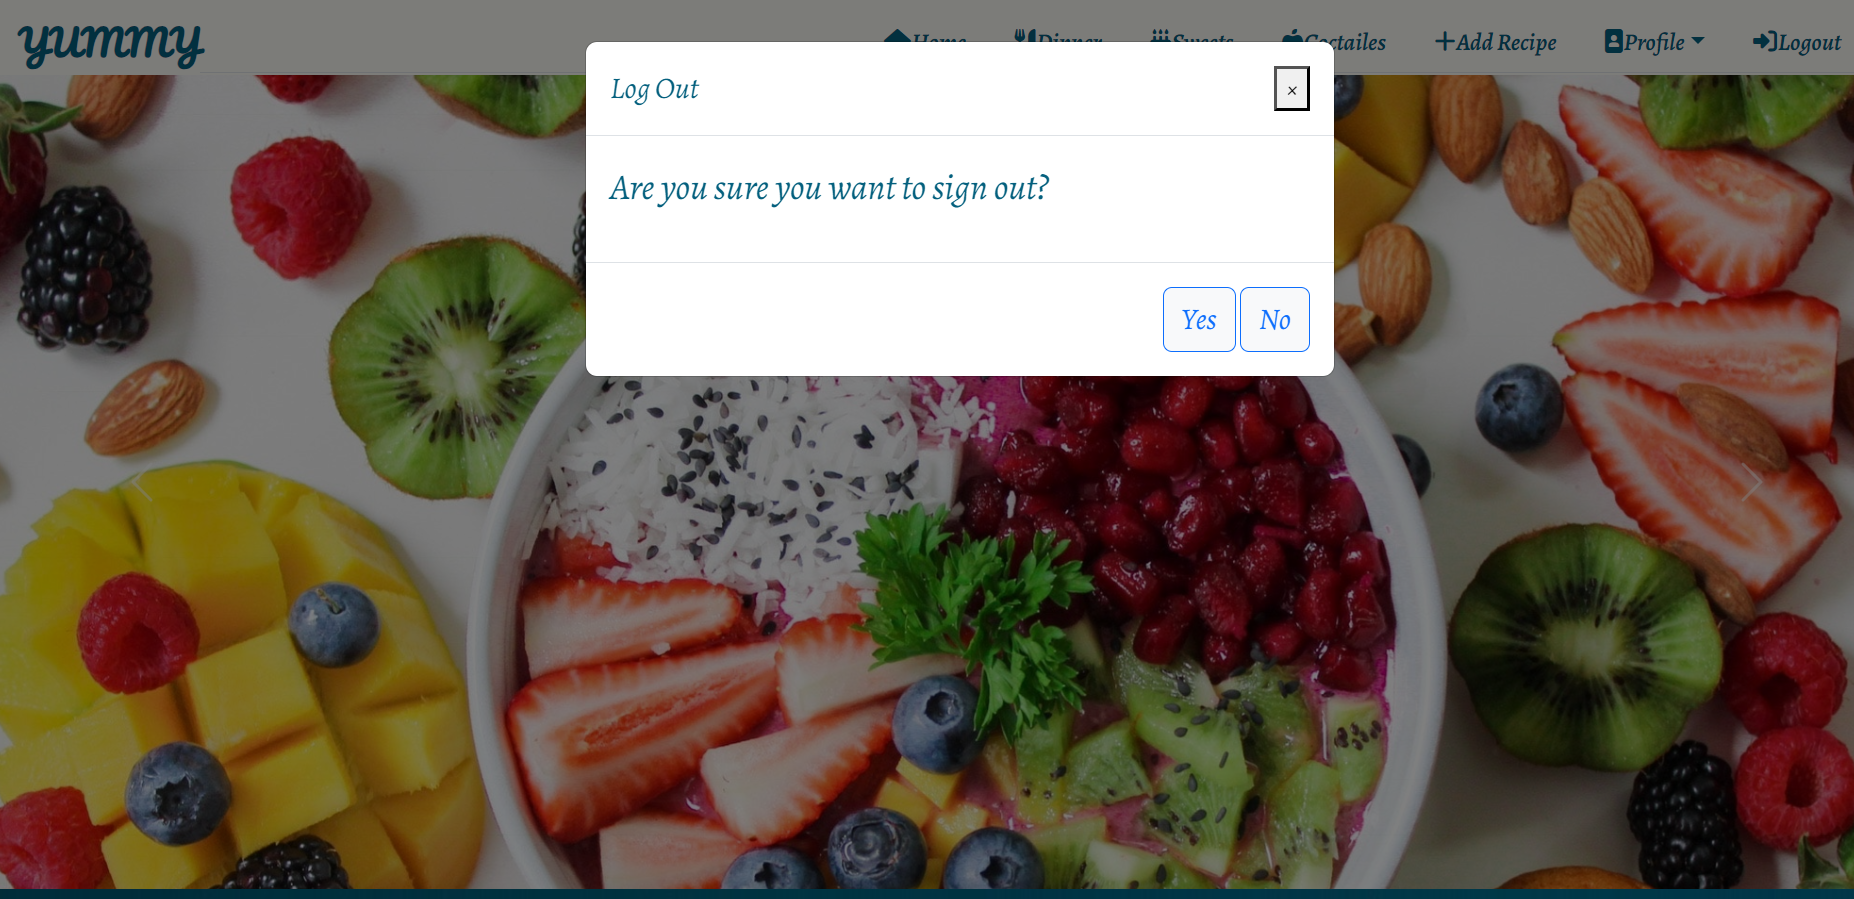 yummy
Home Dinner Sweets Coctailes Add Recipe Profile Logout
Log Out ×
Are you sure you want to sign out?
Yes No